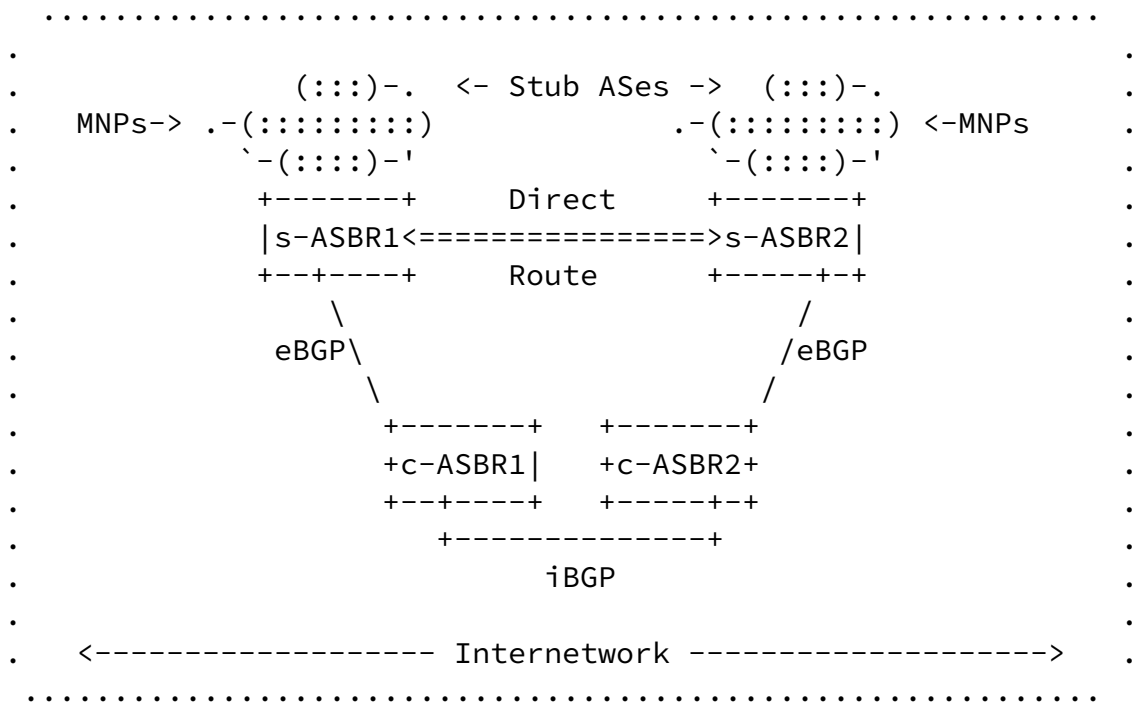 (:::)-. <- Stub ASes -> (:::)-.
MNPs-> .-(:::::::::) .-(:::::::::) <-MNPs
`-(::::)-' `-(::::)-'
+-------+ Direct +-------+
|s-ASBR1<================>s-ASBR2|
+--+----+ Route +-----+-+
\ /
eBGP\ /eBGP
\ /
+-------+ +-------+
+c-ASBR1| +c-ASBR2+
+--+----+ +-----+-+
+--------------+
iBGP
<------------------- Internetwork -------------------->